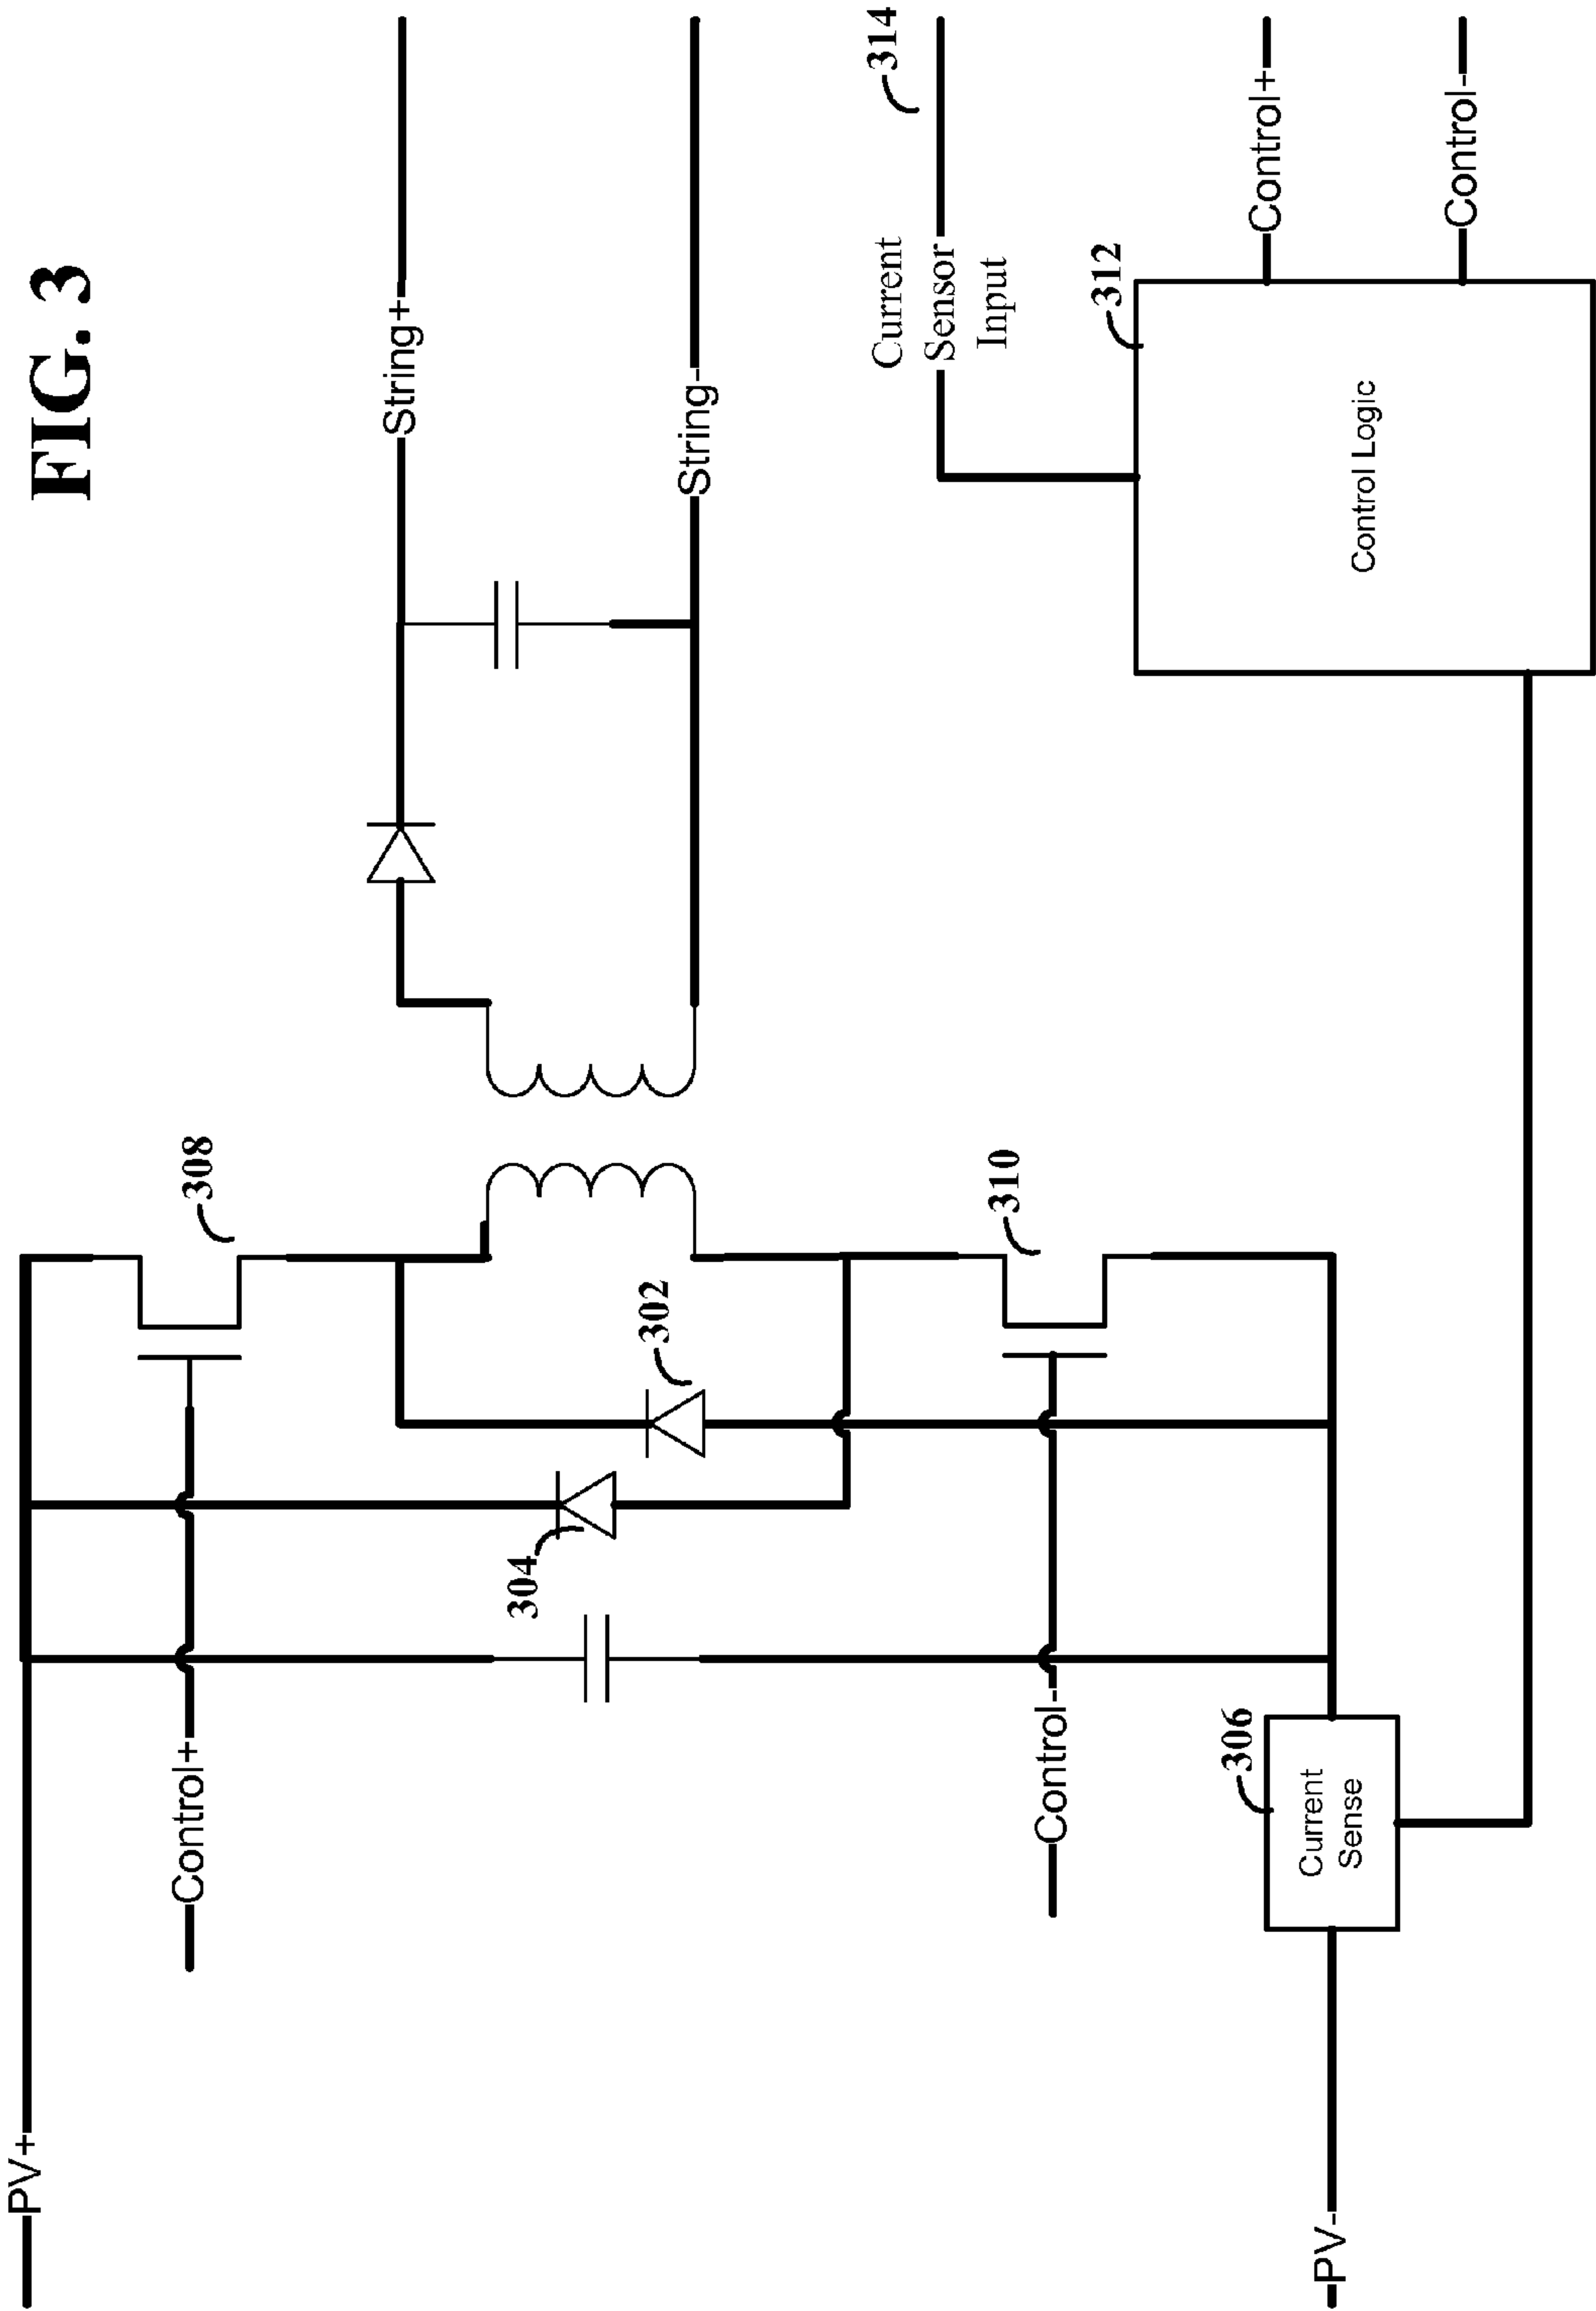 FIG. 3
PV+
308
Control+
String+
304
302
String-
314
Current
Sensor
Input
310
Control-
306
Current
Sense
PV-
312
Control Logic
Control+
Control-